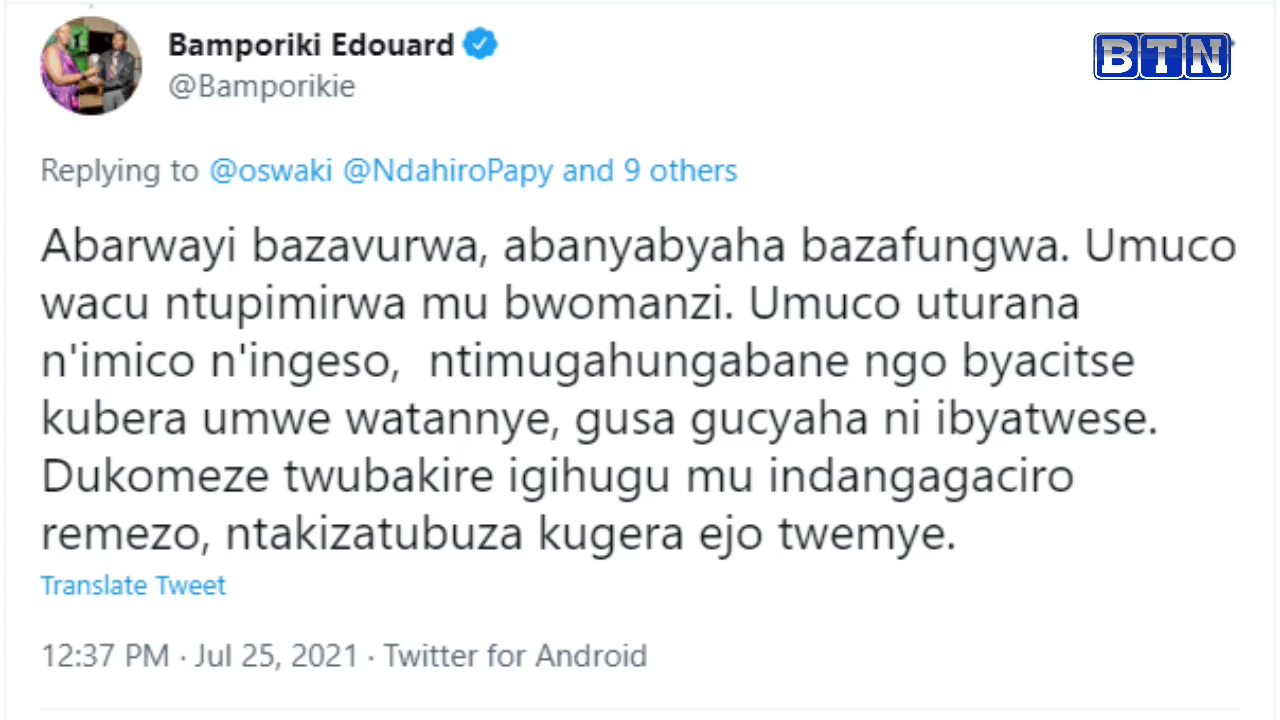 Bamporiki Edouard
BTN
@Bamporikie
Replying to @oswaki @NdahiroPapy and 9 others
Abarwayi bazavurwa, abanyabyaha bazafungwa. Umuco
wacu ntupimirwa mu bwomanzi. Umuco uturana
n'imico n'ingeso,  ntimugahungabane ngo byacitse
kubera umwe watannye, gusa gucyaha ni ibyatwese.
Dukomeze twubakire igihugu mu indangagaciro
remezo, ntakizatubuza kugera ejo twemye.
Translate Tweet
12:37 PM · Jul 25, 2021 · Twitter for Android